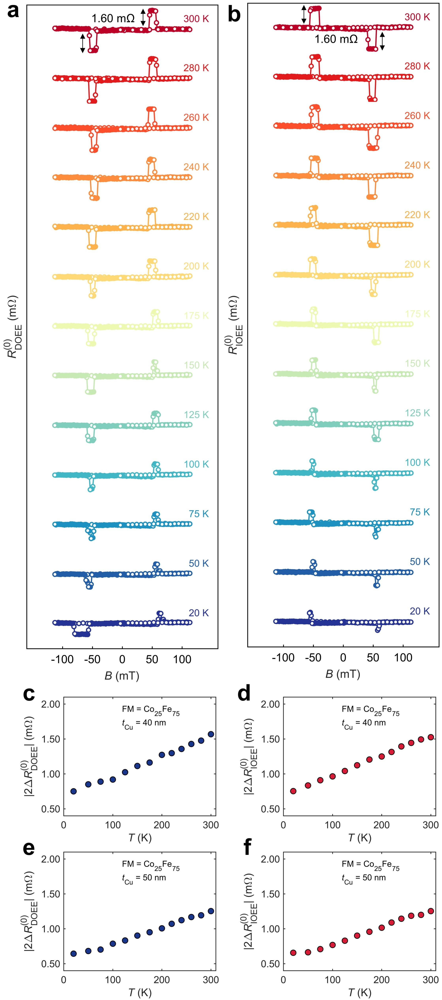 a
1.60 mΩ
300 K
280 K
260 K
240 K
220 K
200 K
175 K
150 K
125 K
100 K
75 K
50 K
20 K
R(0)DOEE (mΩ)
-100 -50 0 50 100
B (mT)
b
300 K
1.60 mΩ
280 K
260 K
240 K
220 K
200 K
175 K
150 K
125 K
100 K
75 K
50 K
20 K
R(0)IOEE (mΩ)
-100 -50 0 50 100
B (mT)
c
2.00
1.50
1.00
0.50
|2ΔR(0)DOEE| (mΩ)
FM = Co25Fe75
tCu = 40 nm
0 100 200 300
T (K)
d
2.00
1.50
1.00
0.50
|2ΔR(0)IOEE| (mΩ)
FM = Co25Fe75
tCu = 40 nm
0 100 200 300
T (K)
e
2.00
1.50
1.00
0.50
|2ΔR(0)DOEE| (mΩ)
FM = Co25Fe75
tCu = 50 nm
0 100 200 300
T (K)
f
2.00
1.50
1.00
0.50
|2ΔR(0)IOEE| (mΩ)
FM = Co25Fe75
tCu = 50 nm
0 100 200 300
T (K)